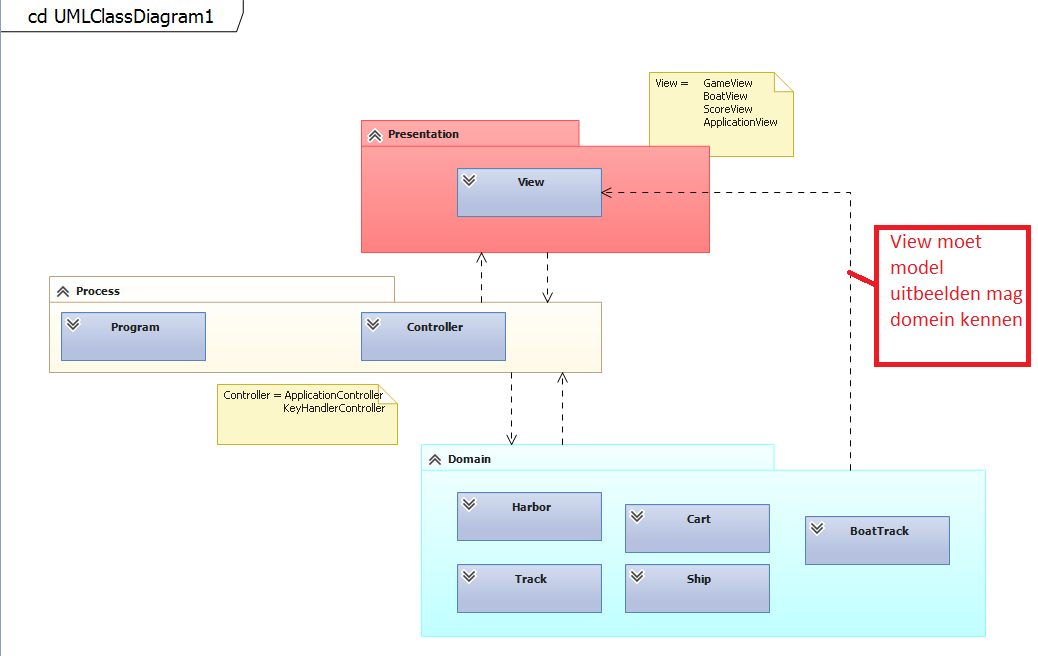 cd UMLClassDiagram1
View = GameView
BoatView
ScoreView
ApplicationView
Presentation
View
View moet
model
uitbeelden mag
domein kennen
Process
Program
Controller
Controller = ApplicationController
KeyHandlerController
Domain
Harbor
Cart
BoatTrack
Track
Ship